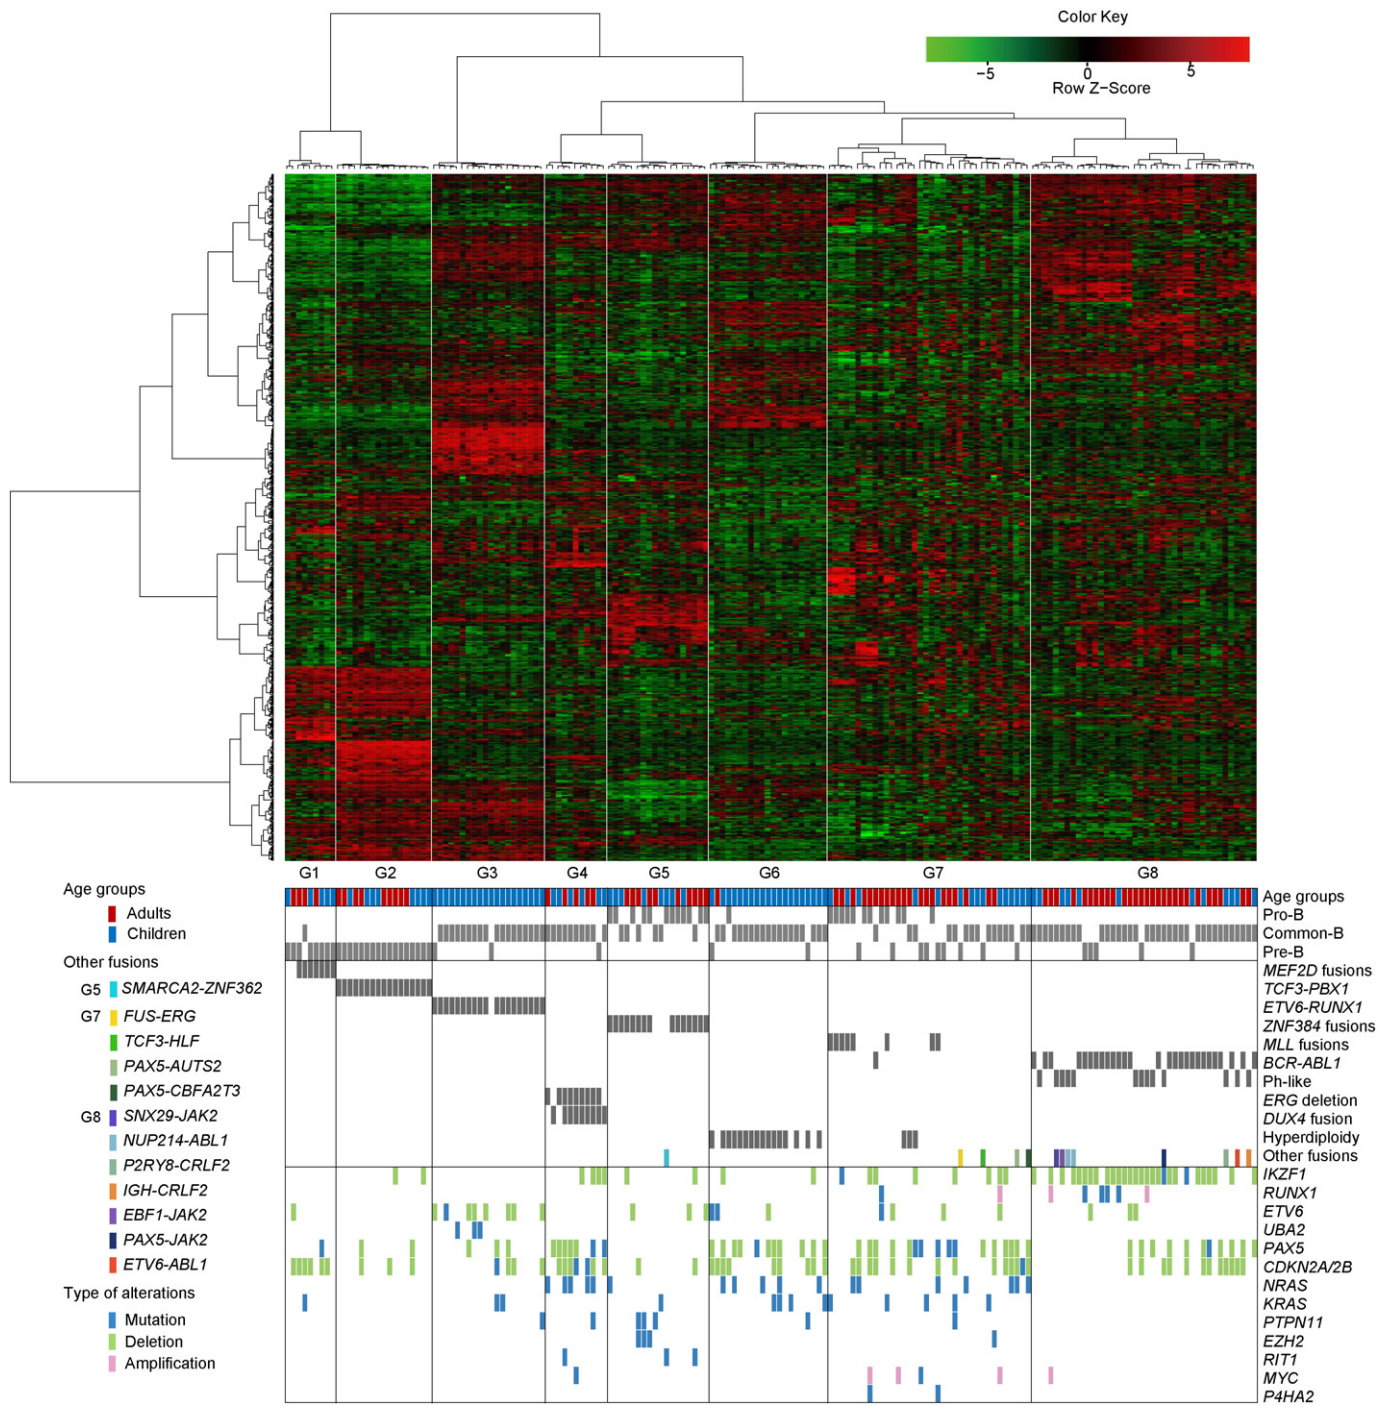 Color Key
−5 0 5
Row Z−Score
G1 G2 G3 G4 G5 G6 G7 G8
Age groups
Adults
Children
Other fusions
G5 SMARCA2-ZNF362
G7 FUS-ERG
TCF3-HLF
PAX5-AUTS2
PAX5-CBFA2T3
G8 SNX29-JAK2
NUP214-ABL1
P2RY8-CRLF2
IGH-CRLF2
EBF1-JAK2
PAX5-JAK2
ETV6-ABL1
Type of alterations
Mutation
Deletion
Amplification
Age groups
Pro-B
Common-B
Pre-B
MEF2D fusions
TCF3-PBX1
ETV6-RUNX1
ZNF384 fusions
MLL fusions
BCR-ABL1
Ph-like
ERG deletion
DUX4 fusion
Hyperdiploidy
Other fusions
IKZF1
RUNX1
ETV6
UBA2
PAX5
CDKN2A/2B
NRAS
KRAS
PTPN11
EZH2
RIT1
MYC
P4HA2